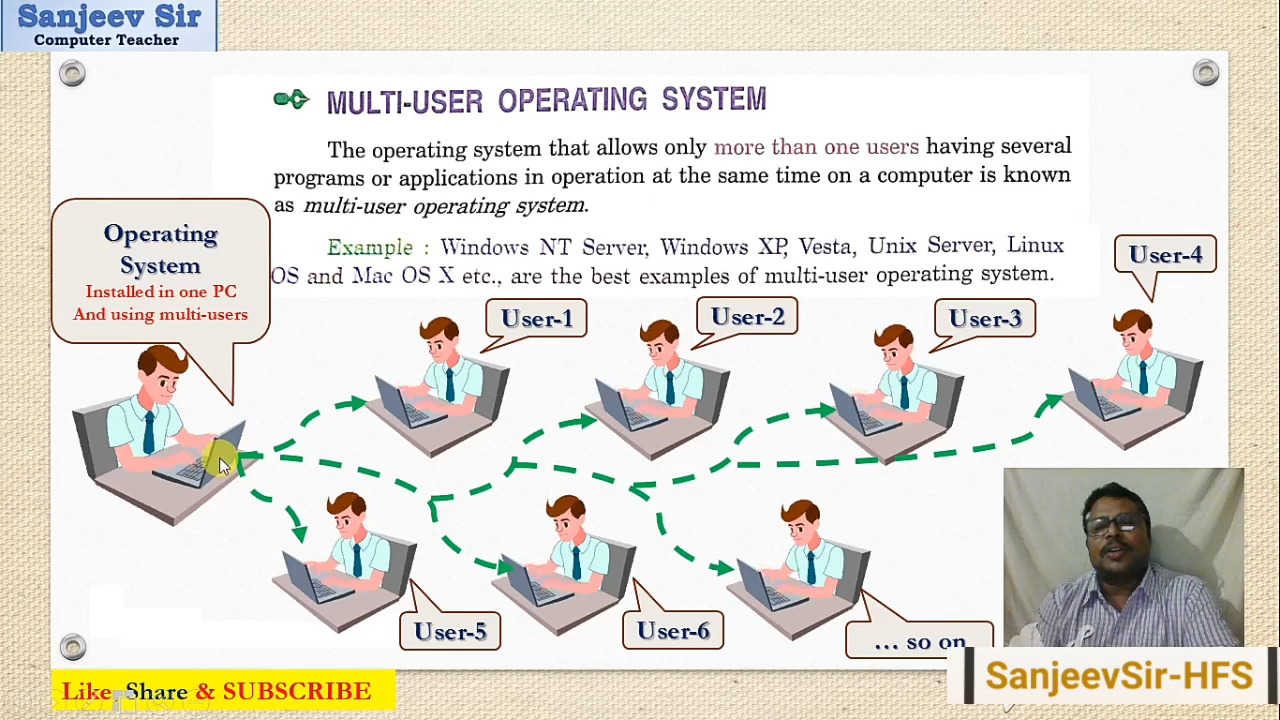 Sanjeev Sir
Computer Teacher
MULTI-USER OPERATING SYSTEM
The operating system that allows only more than one users having several
programs or applications in operation at the same time on a computer is known
as multi-user operating system.
Example : Windows NT Server, Windows XP, Vesta, Unix Server, Linux
OS and Mac OS X etc., are the best examples of multi-user operating system.
Operating
System
Installed in one PC
And using multi-users
User-1
User-2
User-3
User-4
User-5
User-6
... so on
Like, Share & SUBSCRIBE
SanjeevSir-HFS